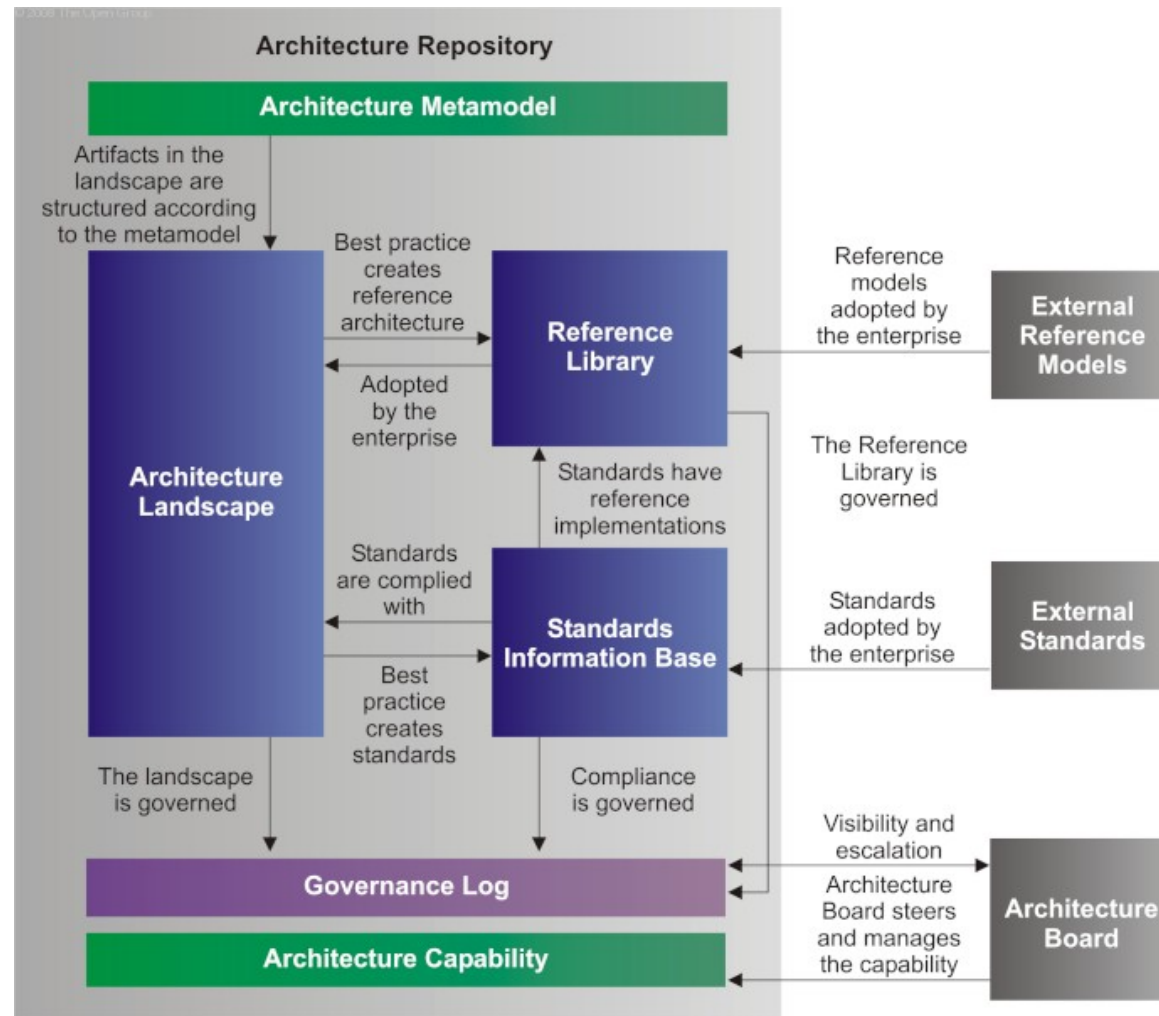 © 2008 The Open Group
Architecture Repository
Architecture Metamodel
Artifacts in the
landscape are
structured according
to the metamodel
Best practice
creates
reference
architecture
Reference
Library
Reference
models
adopted by
the enterprise
External
Reference
Models
Adopted
by the
enterprise
Architecture
Landscape
The Reference
Library is
governed
Standards have
reference
implementations
Standards
are complied
with
Standards
Information Base
Standards
adopted by
the enterprise
External
Standards
Best
practice
creates
standards
The landscape
is governed
Compliance
is governed
Visibility and
escalation
Governance Log
Architecture
Board steers
and manages
the capability
Architecture
Board
Architecture Capability